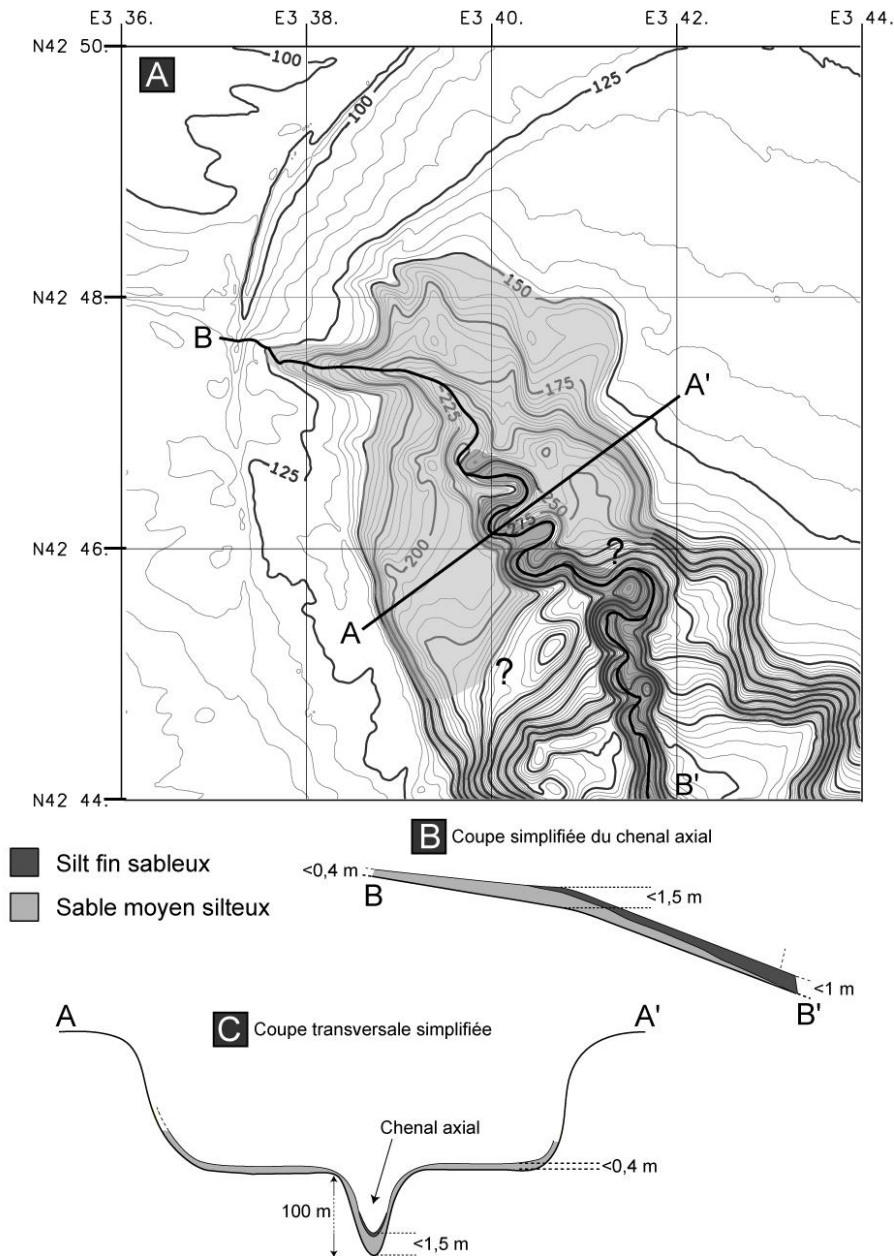 E3 36. E3 38. E3 40. E3 42. E3 44.
N42 50.
A
100
100
125
N42 48.
150
B
175
A'
225
125
250
275
N42 46.
?
200
A
?
B'
N42 44.
B Coupe simplifiée du chenal axial
Silt fin sableux
Sable moyen silteux
<0,4 m
B
<1,5 m
<1 m
B'
A
C Coupe transversale simplifiée
A'
Chenal axial
<0,4 m
100 m
<1,5 m